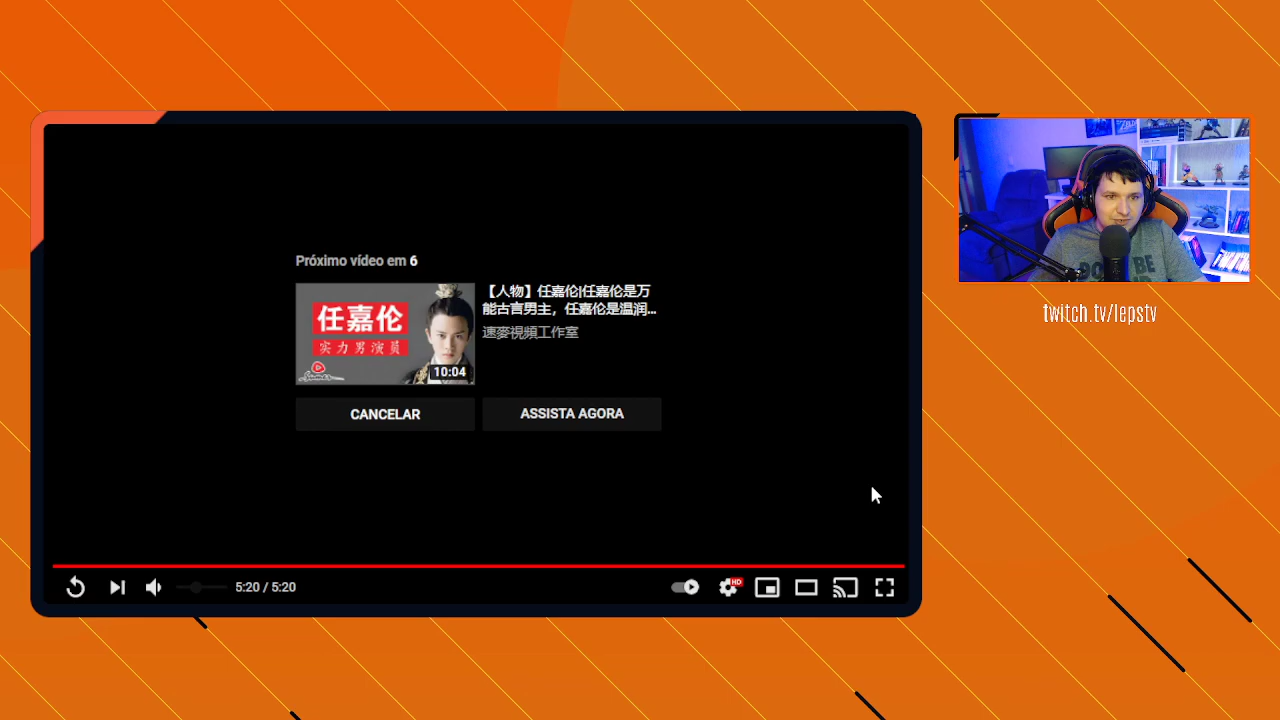 Próximo vídeo em 6
任嘉伦
实力男演員
10:04
【人物】任嘉伦|任嘉伦是万
能古言男主，任嘉伦是温润...
速麥視頻工作室
CANCELAR
ASSISTA AGORA
5:20 / 5:20
HD
twitch.tv/lepstv